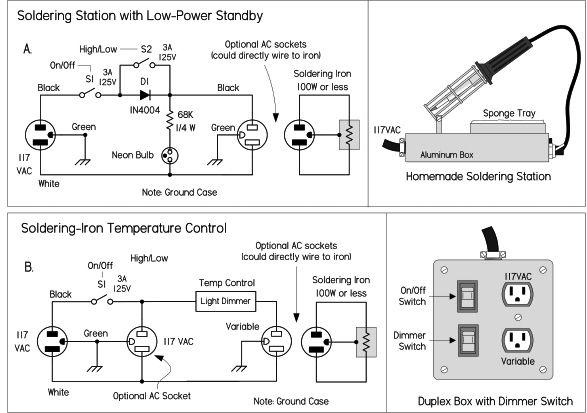 Soldering Station with Low-Power Standby
A.
High/Low
S2
3A
125V
On/Off
S1
3A
125V
Optional AC sockets
(could directly wire to iron)
Soldering Iron
100W or less
Black
D1
IN4004
Black
68K
1/4 W
Green
Green
117
VAC
White
Neon Bulb
Note: Ground Case
117VAC
Sponge Tray
Aluminum Box
Homemade Soldering Station
Soldering-Iron Temperature Control
B.
High/Low
On/Off
S1
3A
125V
Optional AC sockets
(could directly wire to iron)
Temp Control
Light Dimmer
Soldering Iron
100W or less
Black
Variable
117
VAC
Green
117 VAC
White
Optional AC Socket
Note: Ground Case
117VAC
On/Off
Switch
Dimmer
Switch
Variable
Duplex Box with Dimmer Switch